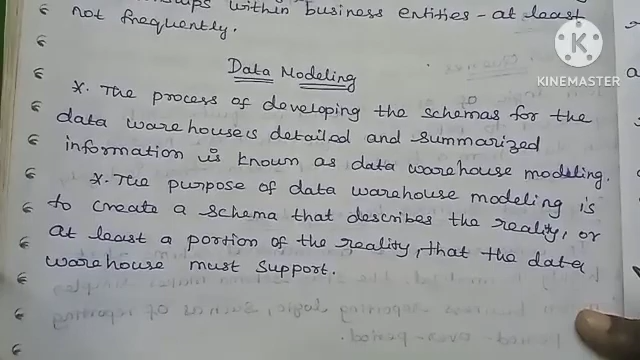 within business entities - at least
not frequently.
Data Modeling
*. The process of developing the schemas for the
data warehouse's detailed and summarized
information is known as data warehouse modeling.
*. The purpose of data warehouse modeling is
to create a schema that describes the reality, or
at least a portion of the reality, that the data
warehouse must support.
KINEMASTER